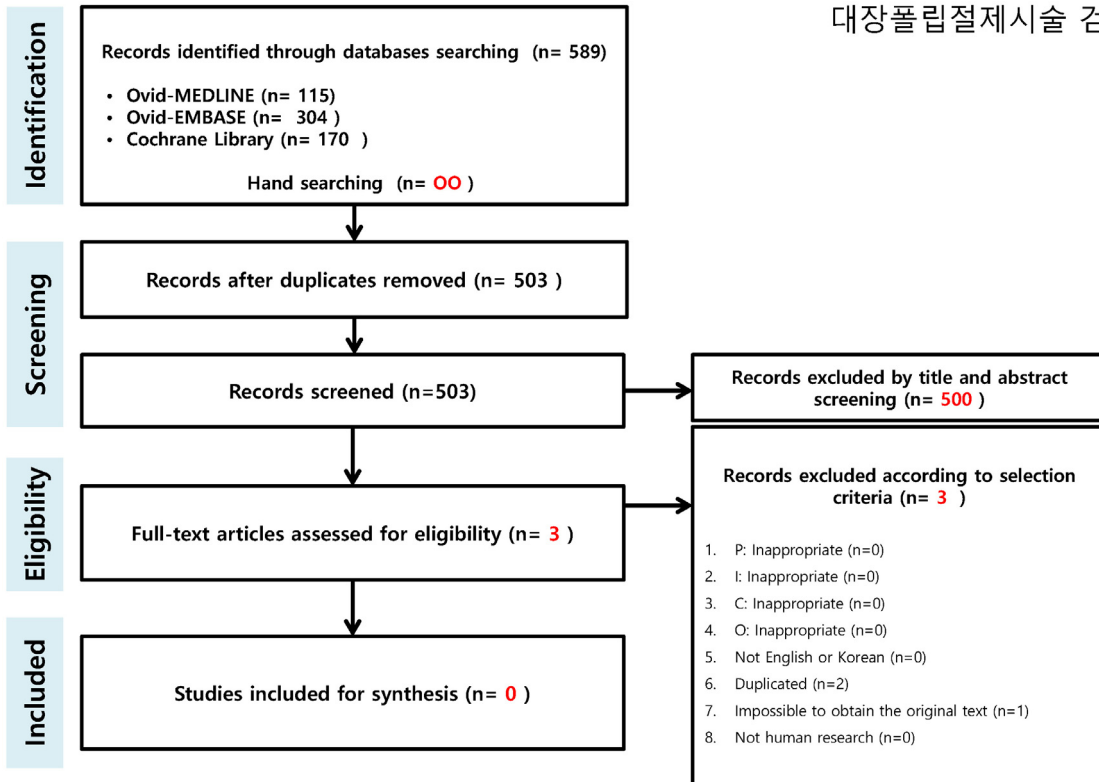 대장폴립절제시술 검
Identification
Records identified through databases searching (n= 589)
• Ovid-MEDLINE (n= 115)
• Ovid-EMBASE (n= 304)
• Cochrane Library (n= 170 )
Hand searching (n= OO )
Screening
Records after duplicates removed (n= 503 )
Records screened (n=503)
Records excluded by title and abstract
screening (n= 500 )
Eligibility
Full-text articles assessed for eligibility (n= 3 )
Records excluded according to selection
criteria (n= 3 )
1. P: Inappropriate (n=0)
2. I: Inappropriate (n=0)
3. C: Inappropriate (n=0)
4. O: Inappropriate (n=0)
5. Not English or Korean (n=0)
6. Duplicated (n=2)
7. Impossible to obtain the original text (n=1)
8. Not human research (n=0)
Included
Studies included for synthesis (n= 0 )